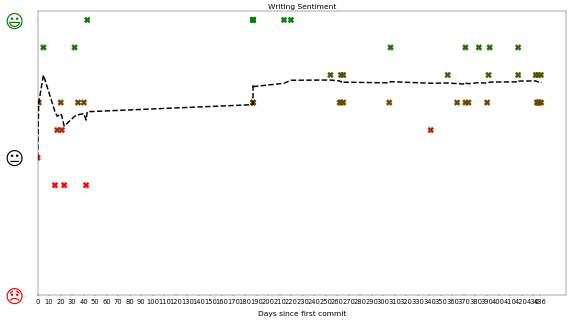 Writing Sentiment
0 10 20 30 40 50 60 70 80 90 100 110 120 130 140 150 160 170 180 190 200 210 220 230 240 250 260 270 280 290 300 310 320 330 340 350 360 370 380 390 400 410 420 430 436
Days since first commit